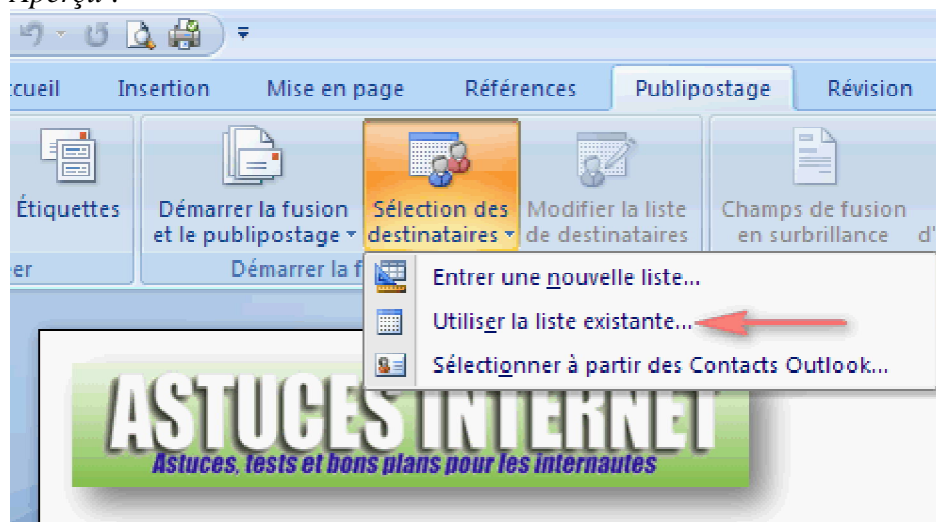 Aperçu :
ccueil Insertion Mise en page Références Publipostage Révision
Étiquettes Démarrer la fusion Sélection des Modifier la liste Champs de fusion
et le publipostage destinataires de destinataires en surbrillance d'
er Démarrer la f
Entrer une nouvelle liste...
Utiliser la liste existante...
Sélectionner à partir des Contacts Outlook...
ASTUCES INTERNET
Astuces, tests et bons plans pour les internautes